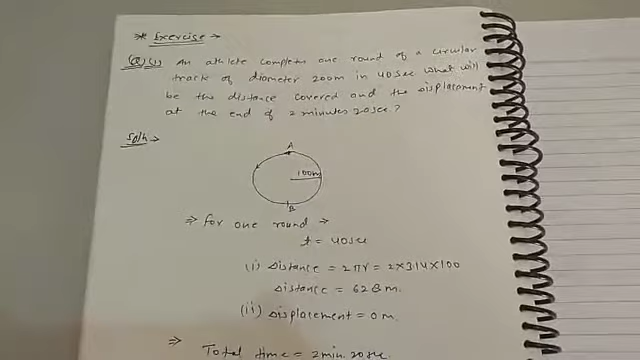 * Exercise →
(Q)(1) An athlete completes one round of a circular
track of diameter 200m in 40sec what will
be the distance covered and the displacement
at the end of 2 minutes 20sec?
Solh →
A
100m
B
⇒ for one round →
t = 40sec
(i) Distance = 2πr = 2×3.14×100
Distance = 628 m.
(ii) Displacement = 0 m.
⇒
Total time = 2min. 20sec.